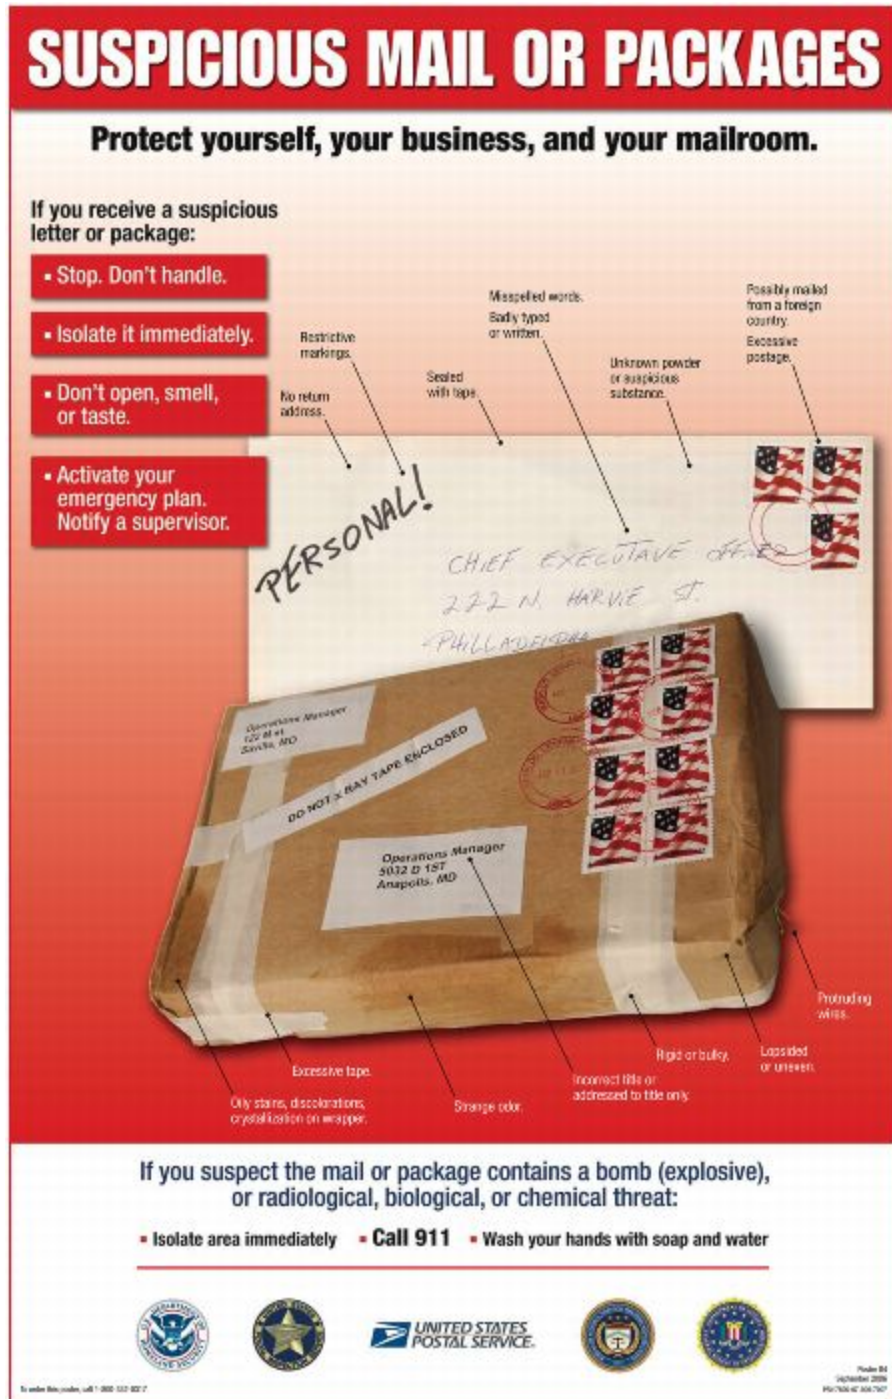 SUSPICIOUS MAIL OR PACKAGES
Protect yourself, your business, and your mailroom.
If you receive a suspicious
letter or package:
▪ Stop. Don't handle.
▪ Isolate it immediately.
▪ Don't open, smell,
or taste.
▪ Activate your
emergency plan.
Notify a supervisor.
No return
address.
Restrictive
markings.
Sealed
with tape.
Misspelled words.
Badly typed
or written.
Unknown powder
or suspicious
substance.
Possibly mailed
from a foreign
country.
Excessive
postage.
PERSONAL!
CHIEF EXECUTAVE
222 N. HARVIE ST.
Operations Manager
DO NOT X RAY TAPE ENCLOSED
Operations Manager
5032 D 1ST
Anapolis, MD
Oily stains, discolorations,
crystallization on wrapper.
Excessive tape.
Strange odor.
Incorrect title or
addressed to title only.
Rigid or bulky.
Lopsided
or uneven.
Protruding
wires.
If you suspect the mail or package contains a bomb (explosive),
or radiological, biological, or chemical threat:
▪ Isolate area immediately ▪ Call 911 ▪ Wash your hands with soap and water
UNITED STATES
POSTAL SERVICE
September 2006